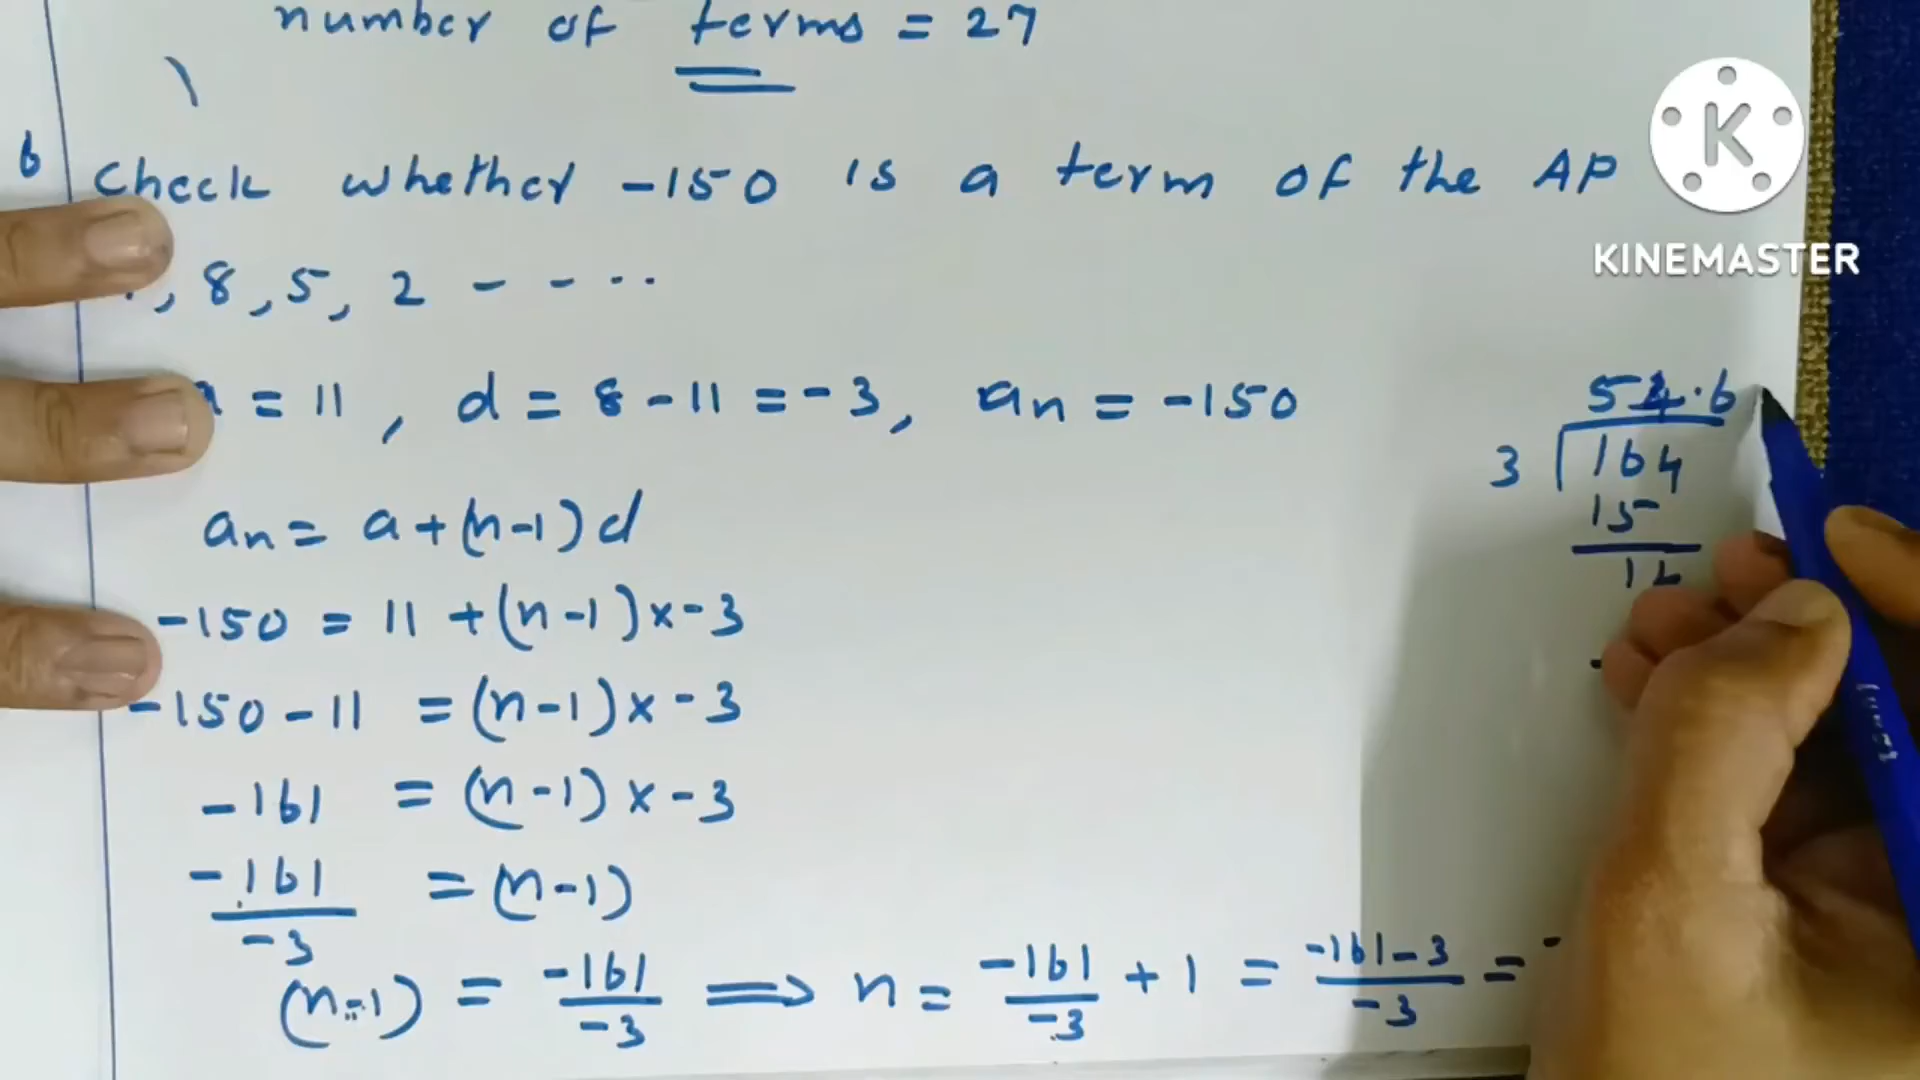 number of terms = 27
6 Check whether -150 is a term of the AP
, 8, 5, 2 - - - ..
K
KINEMASTER
a = 11, d = 8 - 11 = -3, an = -150
54.6
3 164
15
14
an = a + (n-1) d
-150 = 11 + (n-1) x -3
-150 - 11 = (n-1) x -3
-161 = (n-1) x -3
-161/-3 = (n-1)
(n-1) = -161/-3 ⟹ n = -161/-3 + 1 = -161-3/-3 = -